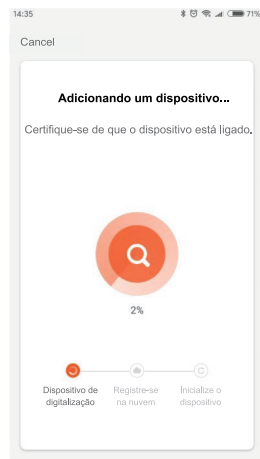 14:35 71%
Cancel
Adicionando um dispositivo...
Certifique-se de que o dispositivo está ligado.
2%
Dispositivo de Registre-se Inicialize o
digitalização na nuvem dispositivo